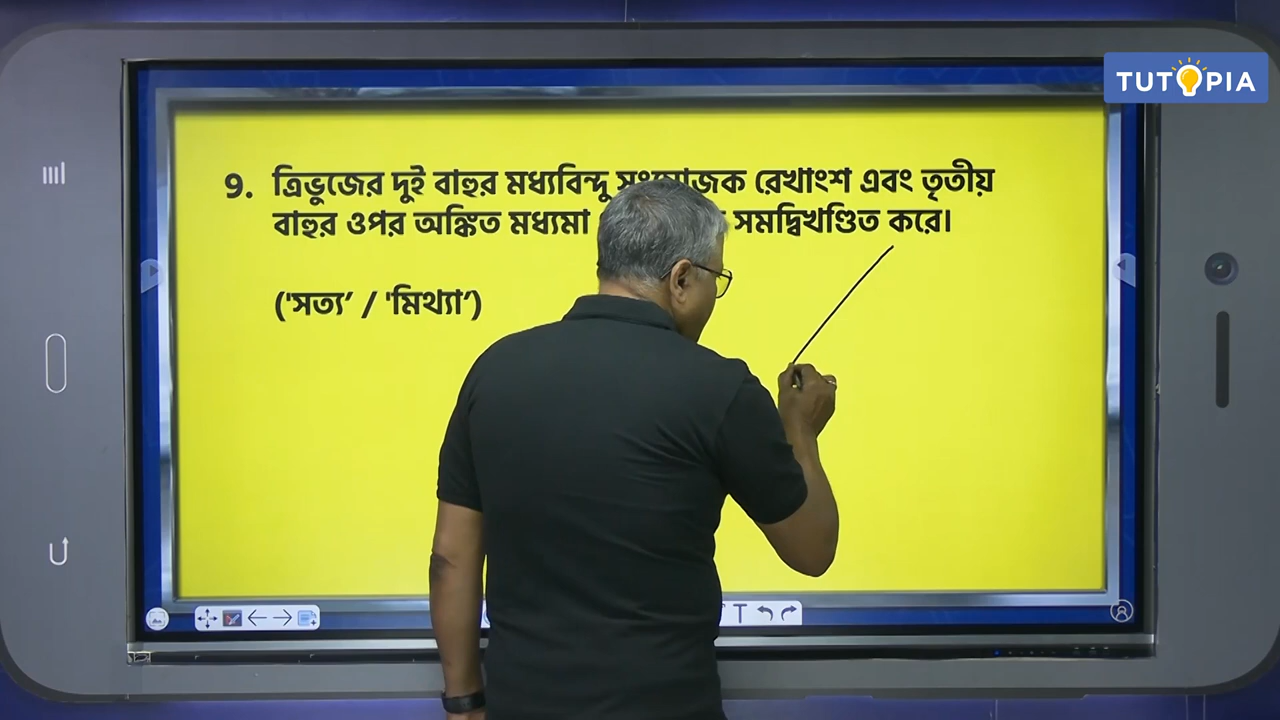 TUTOPIA
9. ত্রিভুজের দুই বাহুর মধ্যবিন্দু রেখাংশ এবং তৃতীয়
বাহুর ওপর অঙ্কিত মধ্যমা সমদ্বিখণ্ডিত করে।
('সত্য’ / 'মিথ্যা’)
T